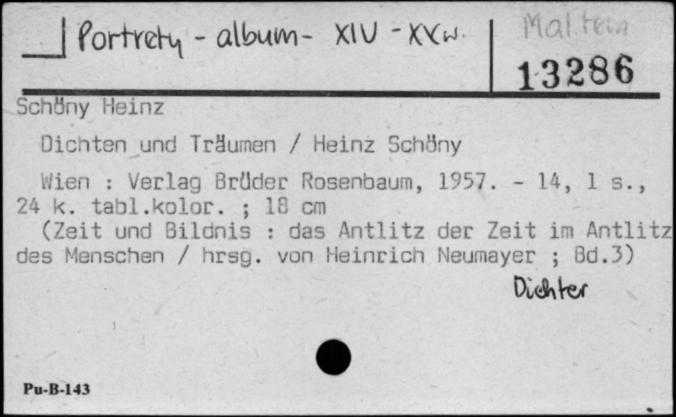 Portrety - album - XIV - XX w.
13286
Schöny Heinz
Dichten und Träumen / Heinz Schöny
Wien : Verlag Brüder Rosenbaum, 1957. - 14, 1 s.,
24 k. tabl.kolor. ; 18 cm
(Zeit und Bildnis : das Antlitz der Zeit im Antlitz
des Menschen / hrsg. von Heinrich Neumayer ; Bd.3)
Dichter
Pu-B-143